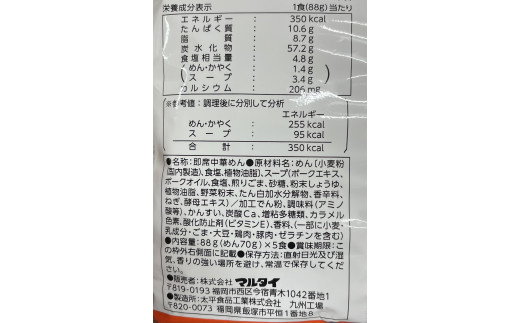 栄養成分表示 1食(88g)当たり
エネルギー 350kcal
たんぱく質 10.6g
脂質 8.7g
炭水化物 57.2g
食塩相当量 4.8g
(めん・かやく 1.4g)
(スープ 3.4g)
カルシウム 206mg
※参考値：調理後に分別して分析
エネルギー
めん・かやく 255kcal
スープ 95kcal
合計 350kcal
●名称：即席中華めん●原材料名：めん(小麦粉
(国内製造)、食塩、植物油脂)、スープ(ポークエキス、
ポークオイル、食塩、煎りごま、砂糖、粉末しょうゆ、
植物油脂、野菜粉末、たん白加水分解物、香辛料、
ねぎ、酵母エキス)／加工でん粉、調味料(アミノ
酸等)、かんすい、炭酸Ca、増粘多糖類、カラメル
色素、酸化防止剤(ビタミンE)、香料、(一部に小麦・
乳成分・ごま・大豆・鶏肉・豚肉・ゼラチンを含む)
●内容量：88g(めん70g)×5食●賞味期限：こ
の枠外右側面に記載●保存方法：直射日光及び湿
気、香りの強い場所を避け、常温で保存してください。
●販売者：株式会社 マルタイ
〒819-0193 福岡市西区今宿青木1042番地1
●製造所：太平食品工業株式会社 九州工場
〒820-0073 福岡県飯塚市平恒1番地8